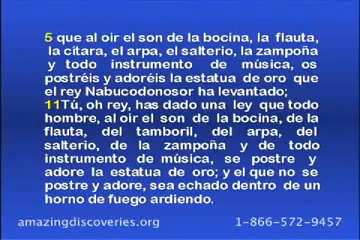 5 que al oir el son de la bocina, la flauta,
la cítara, el arpa, el salterio, la zampoña
y todo instrumento de música, os
postréis y adoréis la estatua de oro que
el rey Nabucodonosor ha levantado;
11Tú, oh rey, has dado una ley que todo
hombre, al oir el son de la bocina, de la
flauta, del tamboril, del arpa, del
salterio, de la zampoña y de todo
instrumento de música, se postre y
adore la estatua de oro; y el que no se
postre y adore, sea echado dentro de un
horno de fuego ardiendo.
amazingdiscoveries.org 1-866-572-9457